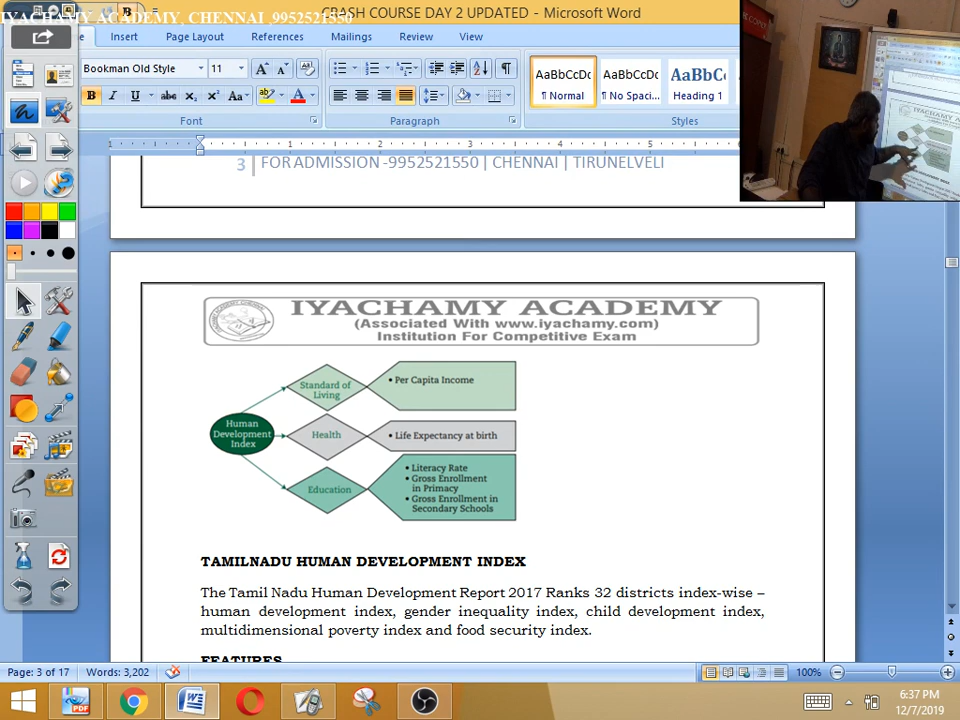 IYACHAMY ACADEMY, CHENNAI ,9952521550
CRASH COURSE DAY 2 UPDATED - Microsoft Word
Insert Page Layout References Mailings Review View
Bookman Old Style 11
B I U abc X₂ X² Aa
Font
Paragraph
AaBbCcDc AaBbCcDc AaBbCc
¶ Normal ¶ No Spaci... Heading 1
Styles
3 | FOR ADMISSION -9952521550 | CHENNAI | TIRUNELVELI
IYACHAMY ACADEMY
(Associated With www.iyachamy.com)
Institution For Competitive Exam
Human
Development
Index
Standard of
Living
• Per Capita Income
Health
• Life Expectancy at birth
Education
• Literacy Rate
• Gross Enrollment
in Primacy
• Gross Enrollment in
Secondary Schools
TAMILNADU HUMAN DEVELOPMENT INDEX
The Tamil Nadu Human Development Report 2017 Ranks 32 districts index-wise –
human development index, gender inequality index, child development index,
multidimensional poverty index and food security index.
FEATURES
Page: 3 of 17 Words: 3,202 100%
6:37 PM
12/7/2019